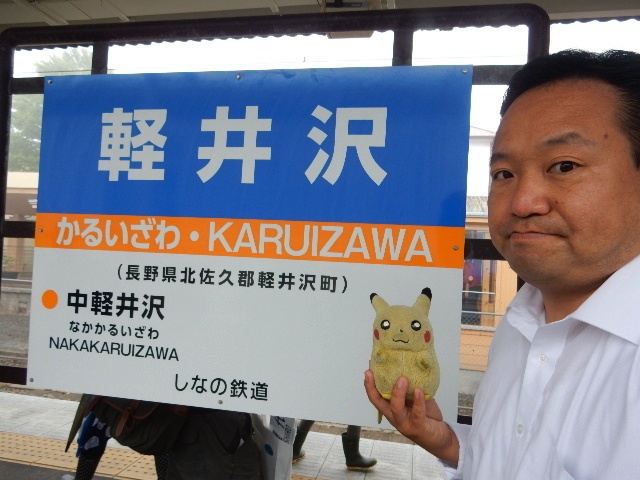 軽井沢
かるいざわ・KARUIZAWA
（長野県北佐久郡軽井沢町）
中軽井沢
なかかるいざわ
NAKAKARUIZAWA
しなの鉄道